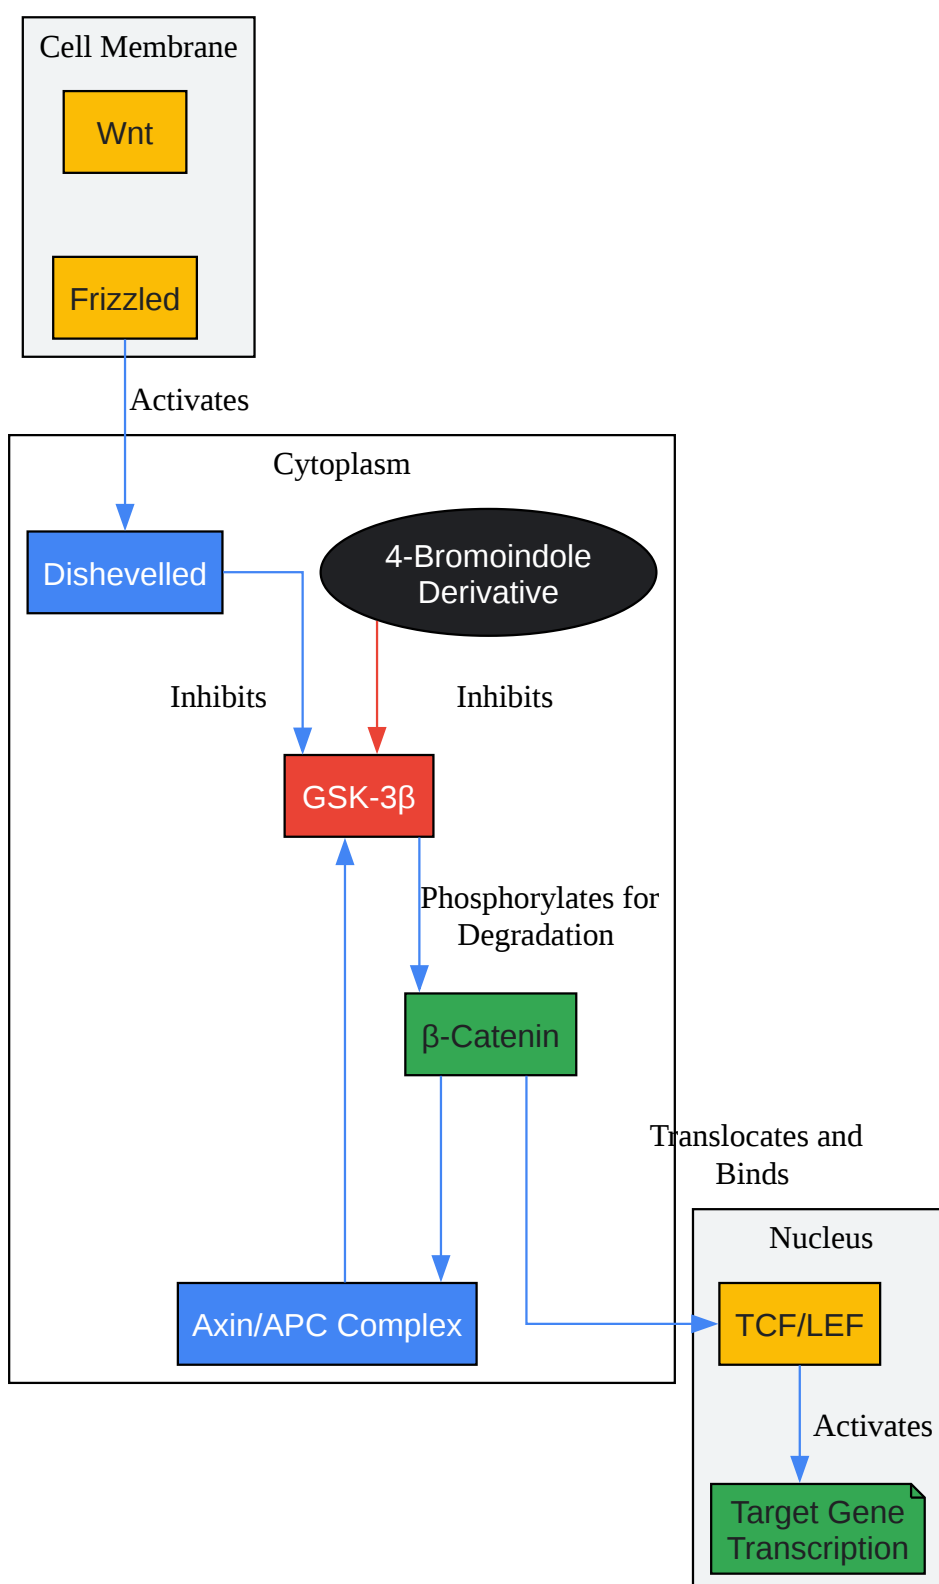 Cell Membrane
Wnt
Frizzled
Activates
Cytoplasm
Dishevelled
4-Bromoindole
Derivative
Inhibits
Inhibits
GSK-3β
Phosphorylates for
Degradation
β-Catenin
Translocates and
Binds
Nucleus
Axin/APC Complex
TCF/LEF
Activates
Target Gene
Transcription